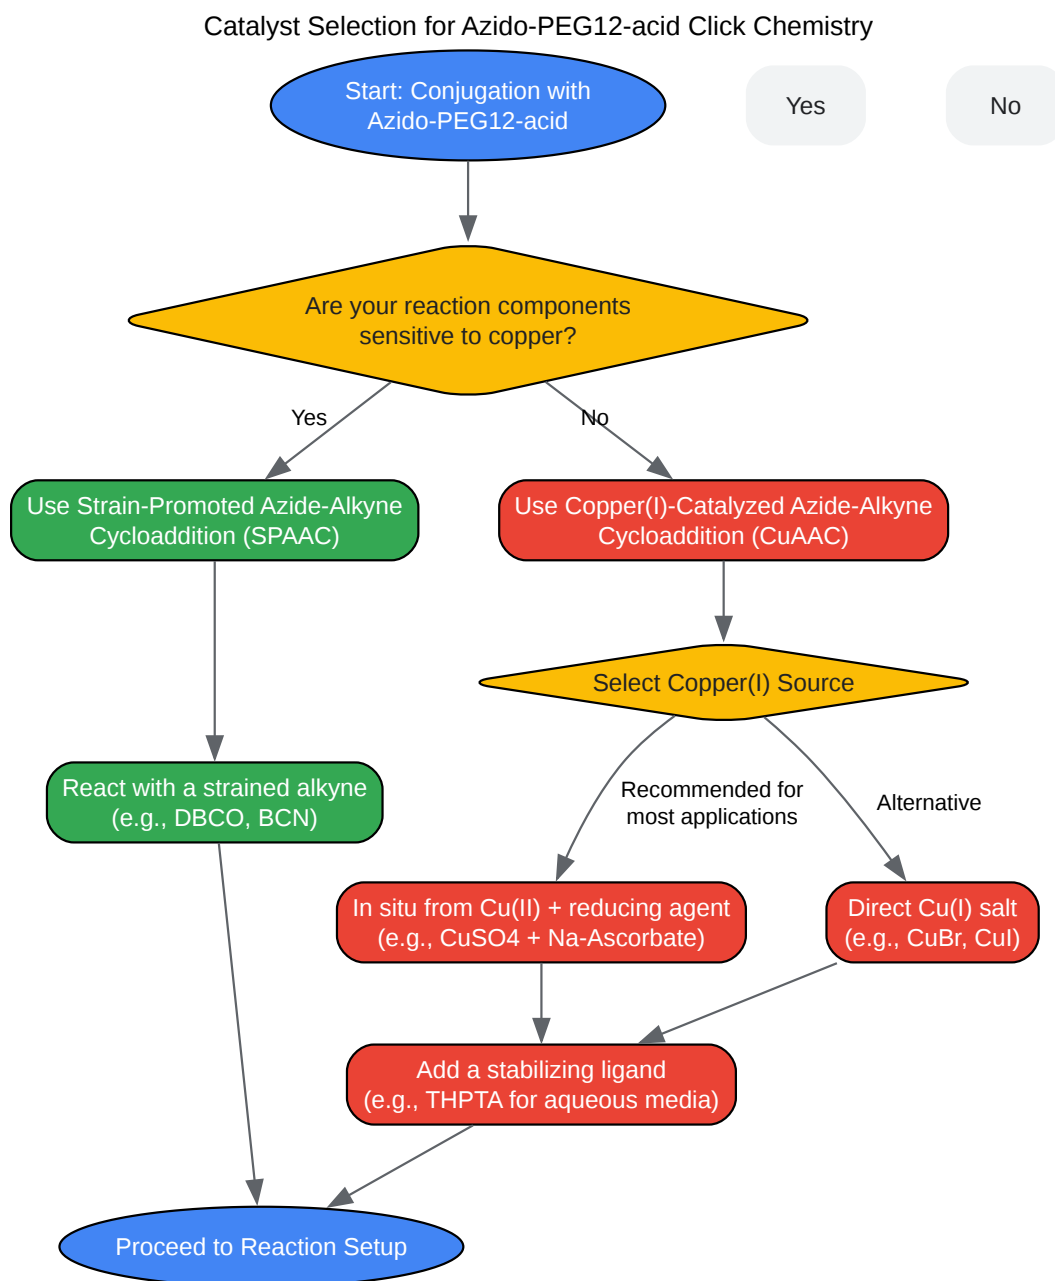 Catalyst Selection for Azido-PEG12-acid Click Chemistry
Start: Conjugation with
Azido-PEG12-acid
Yes
No
Are your reaction components
sensitive to copper?
Yes
No
Use Strain-Promoted Azide-Alkyne
Cycloaddition (SPAAC)
Use Copper(I)-Catalyzed Azide-Alkyne
Cycloaddition (CuAAC)
Select Copper(I) Source
React with a strained alkyne
(e.g., DBCO, BCN)
Recommended for
most applications
Alternative
In situ from Cu(II) + reducing agent
(e.g., CuSO4 + Na-Ascorbate)
Direct Cu(I) salt
(e.g., CuBr, CuI)
Add a stabilizing ligand
(e.g., THPTA for aqueous media)
Proceed to Reaction Setup